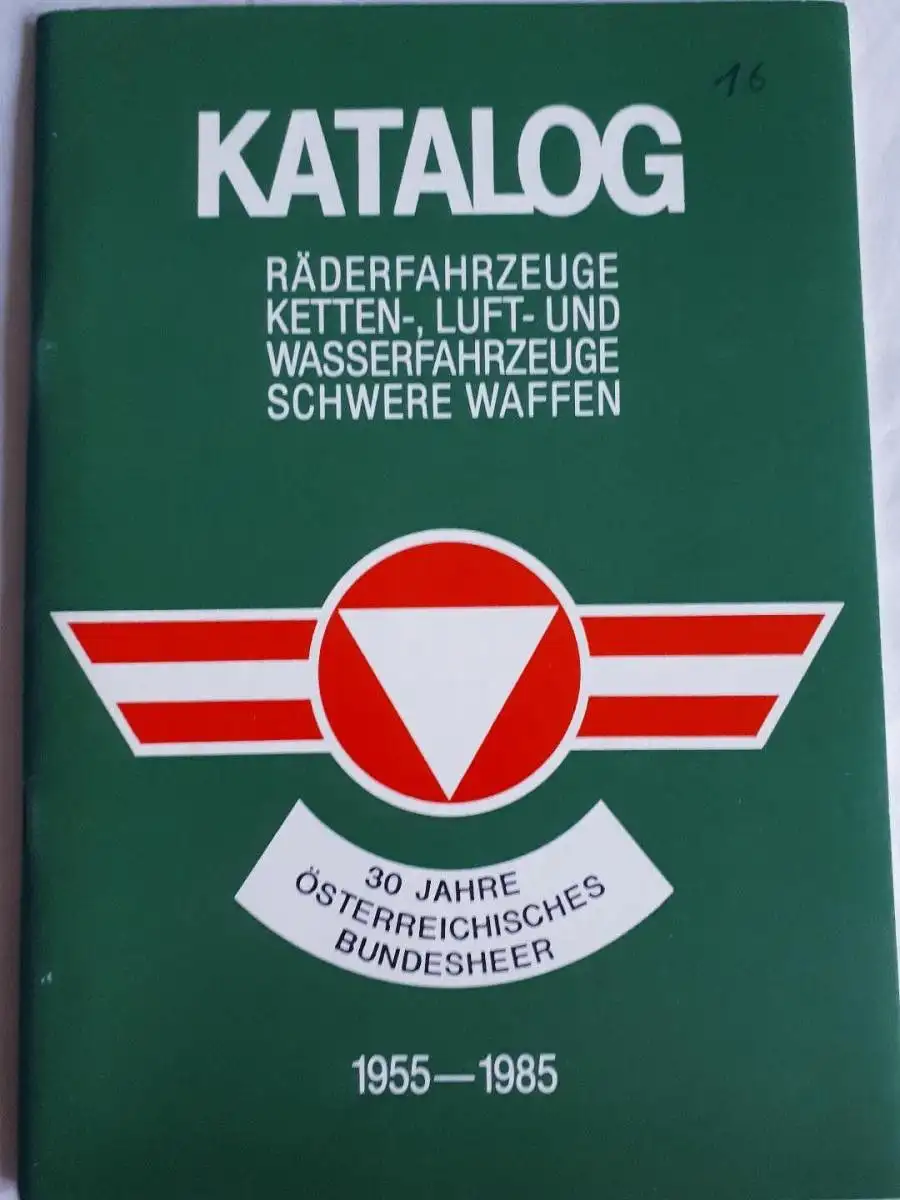 16
KATALOG
RÄDERFAHRZEUGE
KETTEN-, LUFT- UND
WASSERFAHRZEUGE
SCHWERE WAFFEN
30 JAHRE
ÖSTERREICHISCHES
BUNDESHEER
1955—1985